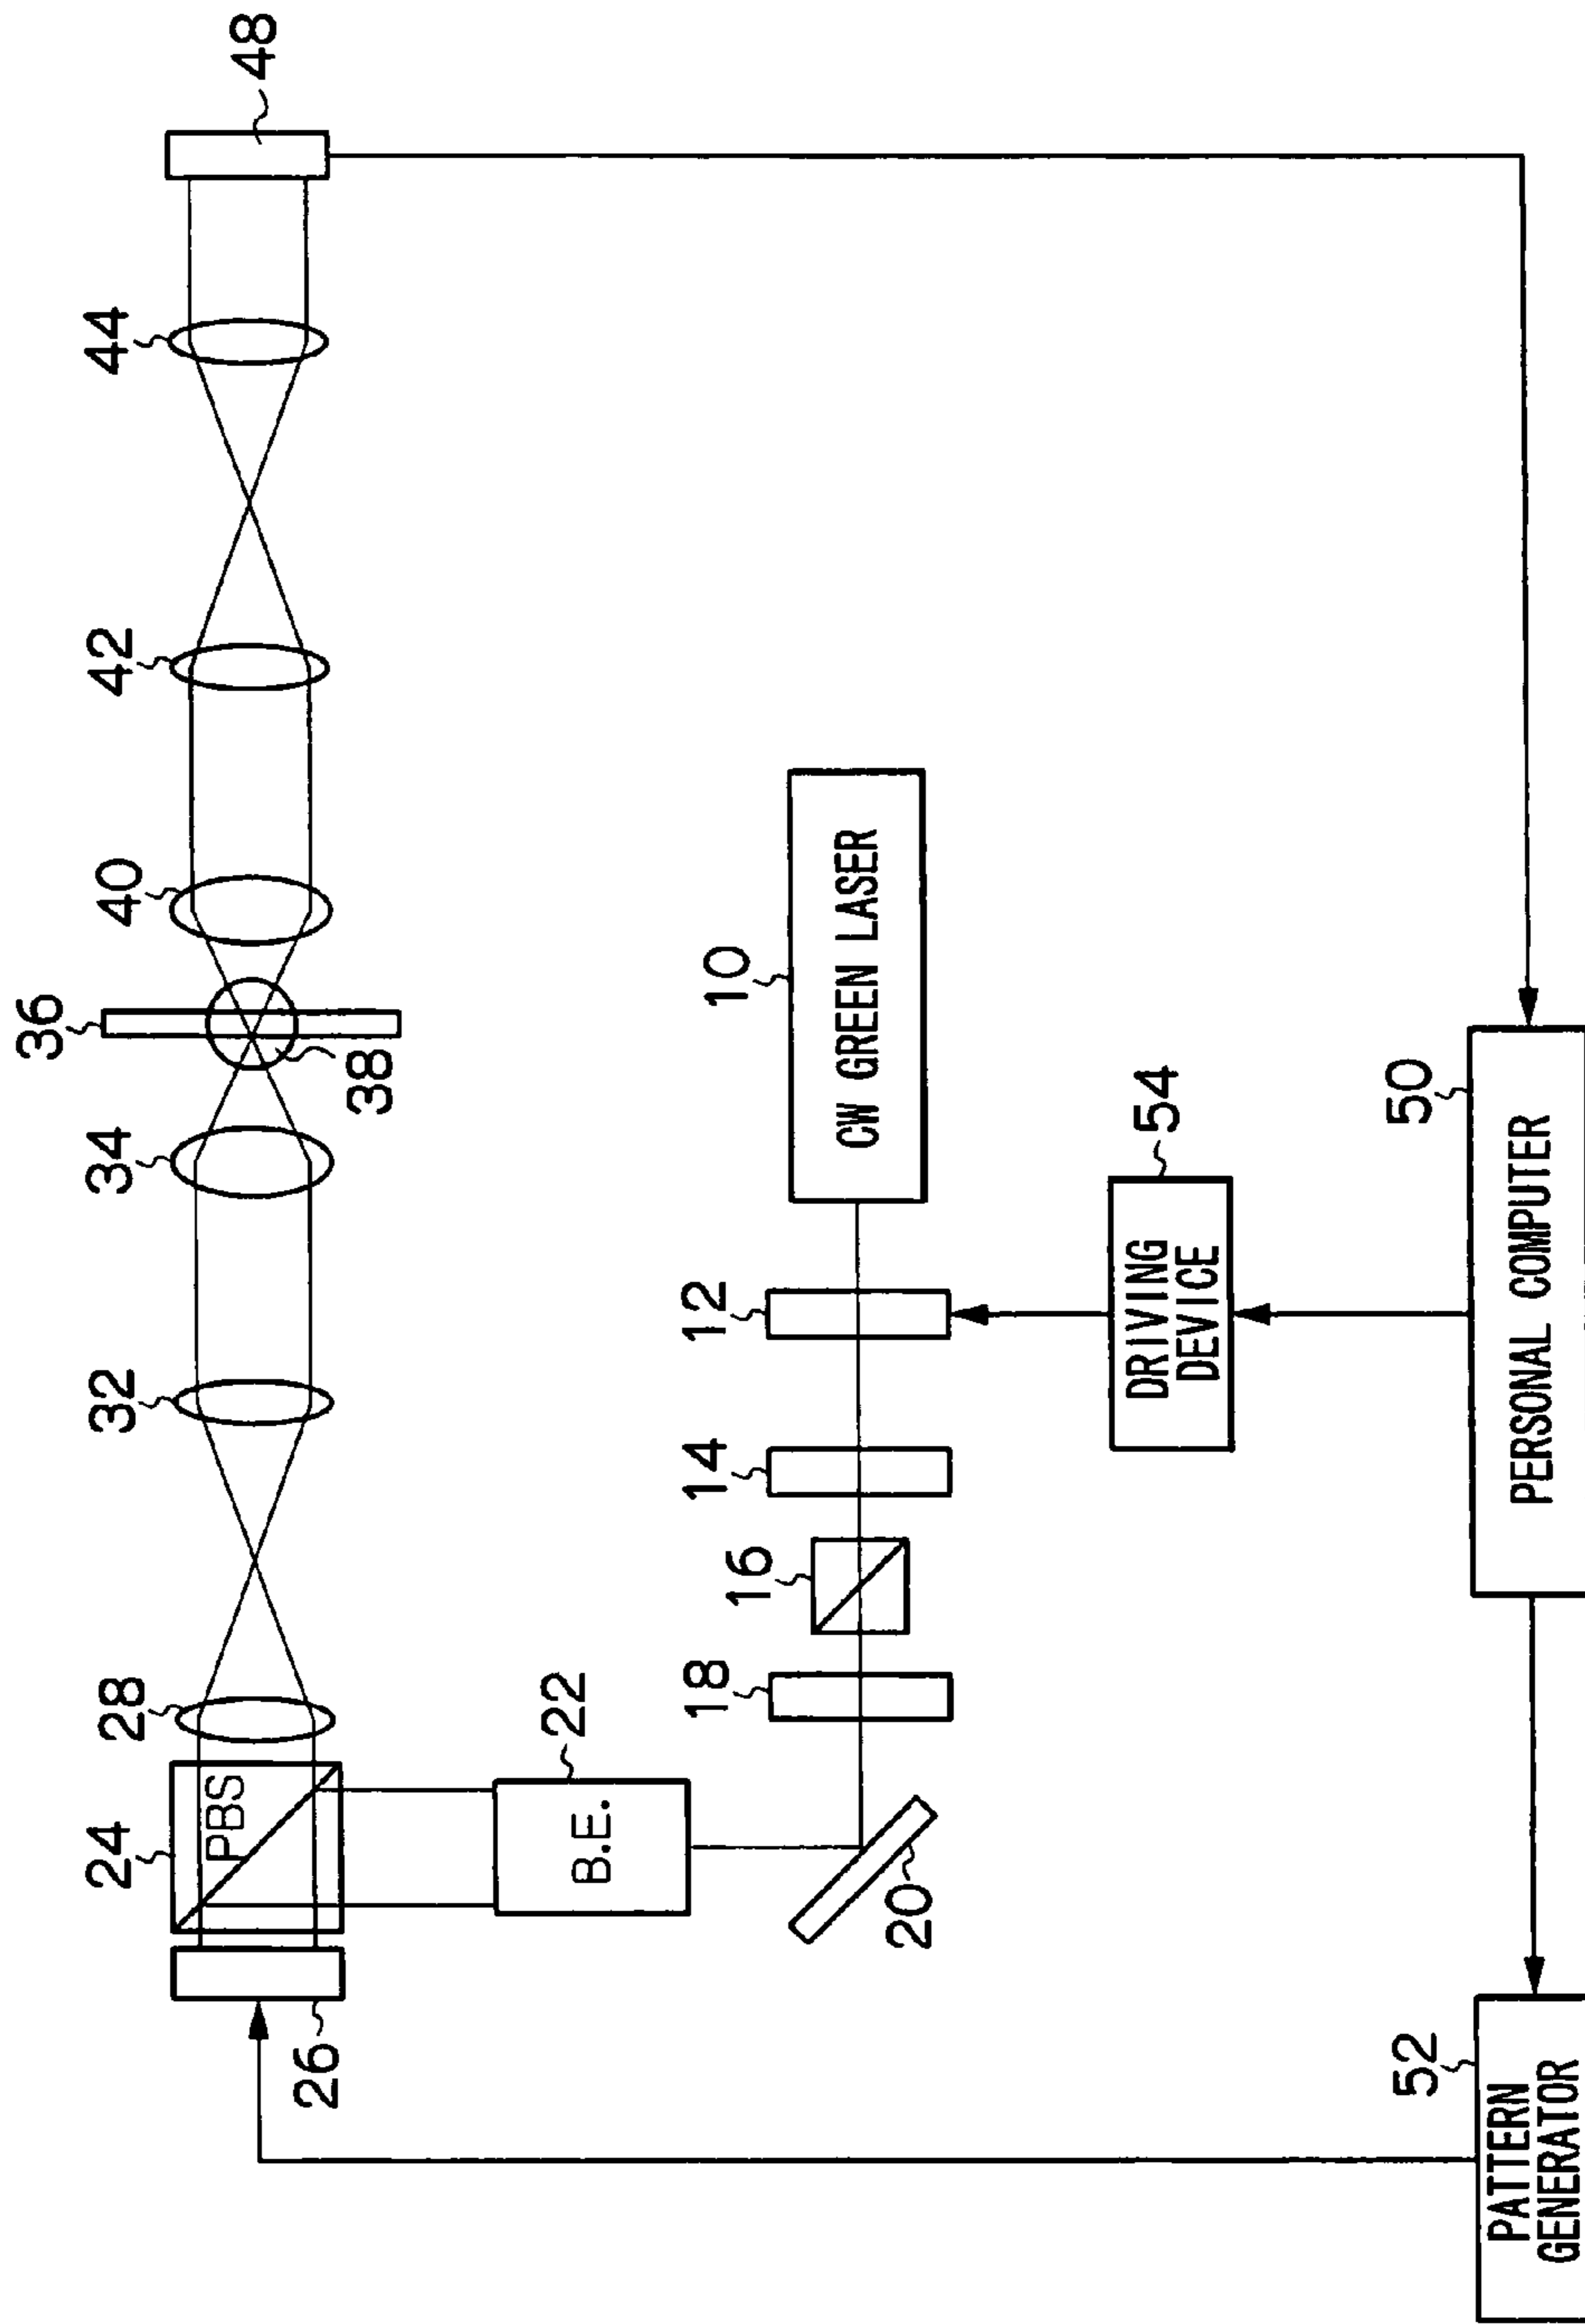 48
44
42
40
36
38
34
32
28
24
PBS
26
22
B.E.
20
18
16
14
12
10
CW GREEN LASER
54
DRIVING
DEVICE
50
PERSONAL COMPUTER
52
PATTERN
GENERATOR